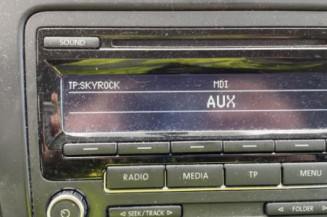 SOUND
TP:SKYROCK MDI
AUX
RADIO MEDIA TP MENU
SEEK / TRACK FOLDER